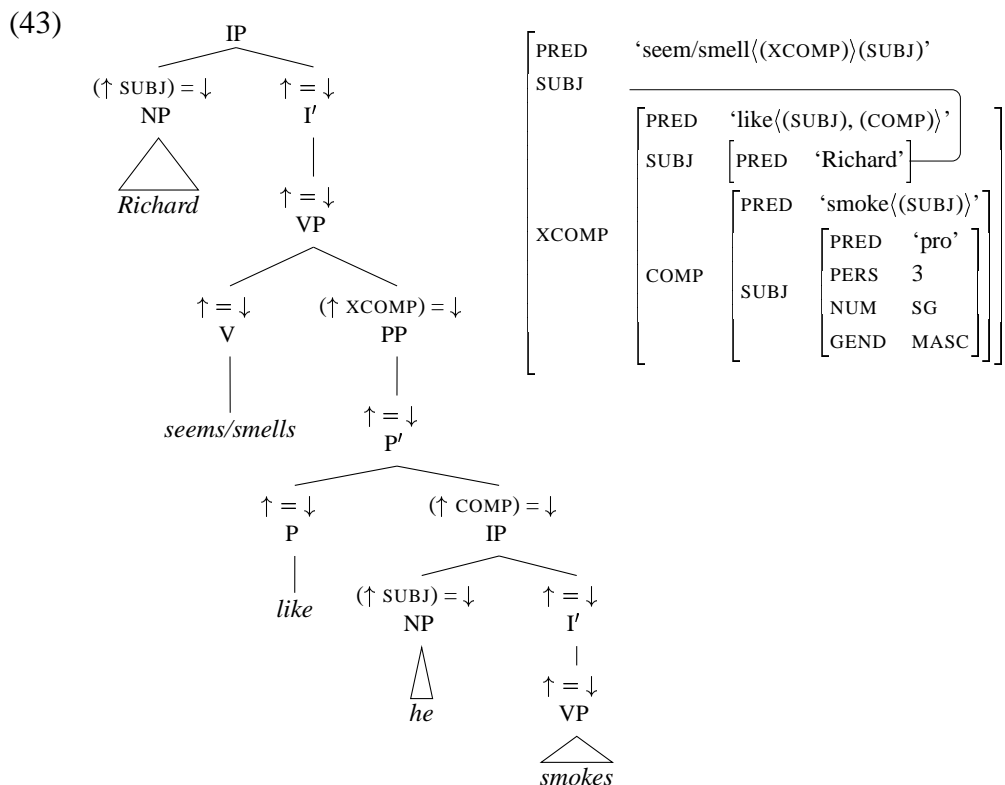 (43)
IP
(↑ SUBJ) = ↓ ↑ = ↓
NP I′
Richard ↑ = ↓
VP
↑ = ↓ (↑ XCOMP) = ↓
V PP
seems/smells ↑ = ↓
P′
↑ = ↓ (↑ COMP) = ↓
P IP
like (↑ SUBJ) = ↓ ↑ = ↓
NP I′
he ↑ = ↓
VP
smokes
PRED ‘seem/smell⟨(XCOMP)⟩(SUBJ)’
SUBJ
XCOMP
PRED ‘like⟨(SUBJ), (COMP)⟩’
SUBJ [PRED ‘Richard’]
COMP
PRED ‘smoke⟨(SUBJ)⟩’
SUBJ
PRED ‘pro’
PERS 3
NUM SG
GEND MASC